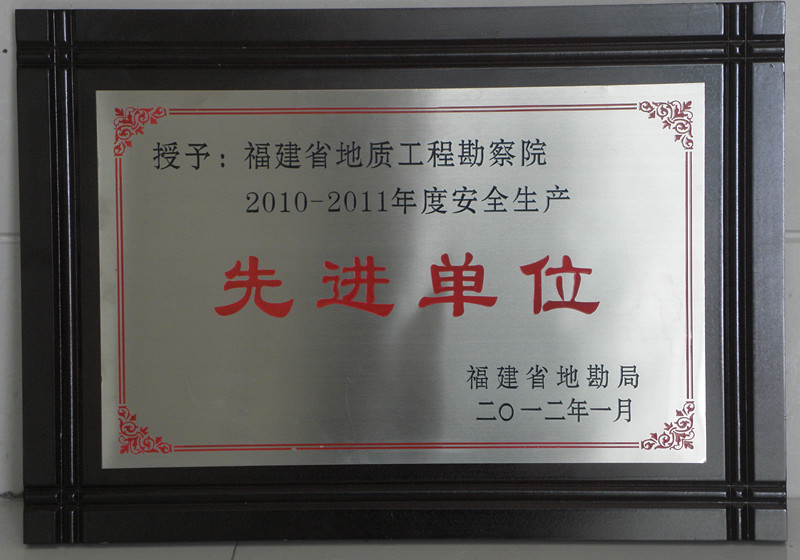 授予：福建省地质工程勘察院
2010-2011年度安全生产
先进单位
福建省地勘局
二〇一二年一月